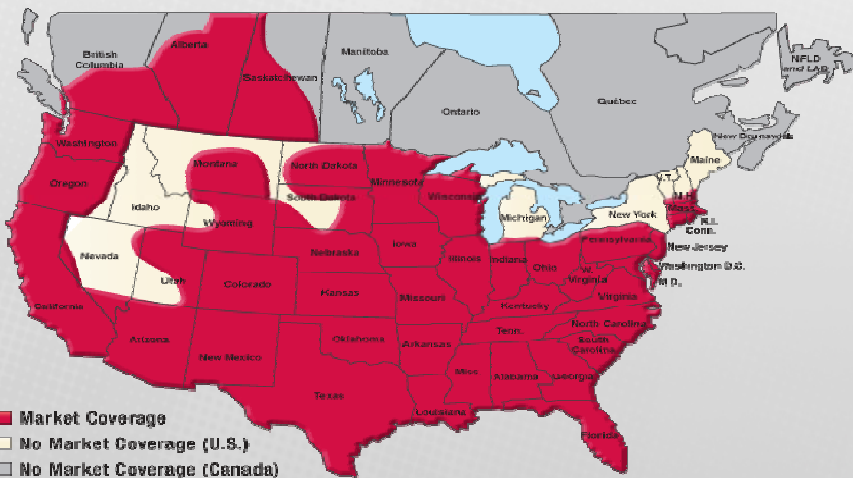 British
Columbia
Alberta
Saskatchewan
Manitoba
Ontario
Québec
NFLD
and LAB
New Brunswick
Washington
Oregon
Idaho
Montana
North Dakota
South Dakota
Minnesota
Wisconsin
Michigan
New York
V.T.
N.H.
Maine
Mass.
R.I.
Conn.
Wyoming
Nevada
Utah
California
Colorado
Nebraska
Iowa
Illinois
Indiana
Ohio
Pennsylvania
New Jersey
Washington D.C.
M.D.
W.
Virginia
Virginia
Kansas
Missouri
Kentucky
North Carolina
Tenn.
South
Carolina
Arizona
New Mexico
Oklahoma
Arkansas
Miss
Alabama
Georgia
Texas
Louisiana
Florida
Market Coverage
No Market Coverage (U.S.)
No Market Coverage (Canada)